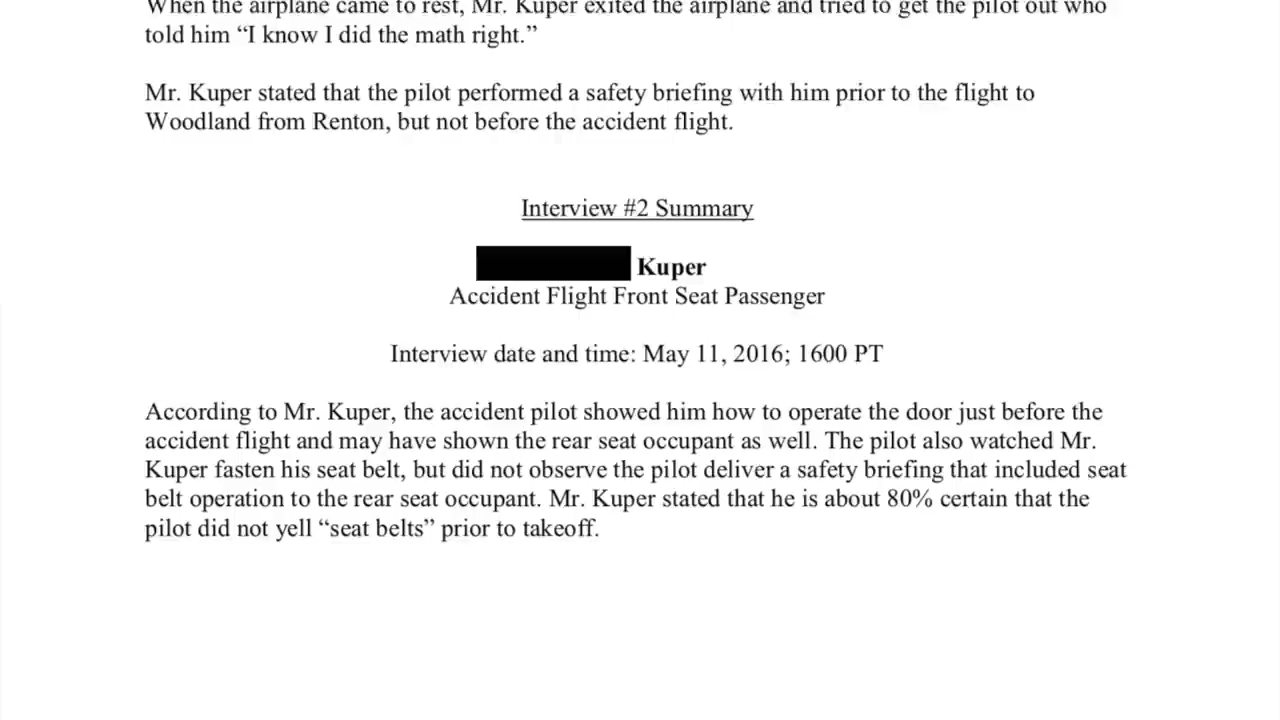 When the airplane came to rest, Mr. Kuper exited the airplane and tried to get the pilot out who
told him “I know I did the math right.”
Mr. Kuper stated that the pilot performed a safety briefing with him prior to the flight to
Woodland from Renton, but not before the accident flight.
Interview #2 Summary
Kuper
Accident Flight Front Seat Passenger
Interview date and time: May 11, 2016; 1600 PT
According to Mr. Kuper, the accident pilot showed him how to operate the door just before the
accident flight and may have shown the rear seat occupant as well. The pilot also watched Mr.
Kuper fasten his seat belt, but did not observe the pilot deliver a safety briefing that included seat
belt operation to the rear seat occupant. Mr. Kuper stated that he is about 80% certain that the
pilot did not yell “seat belts” prior to takeoff.